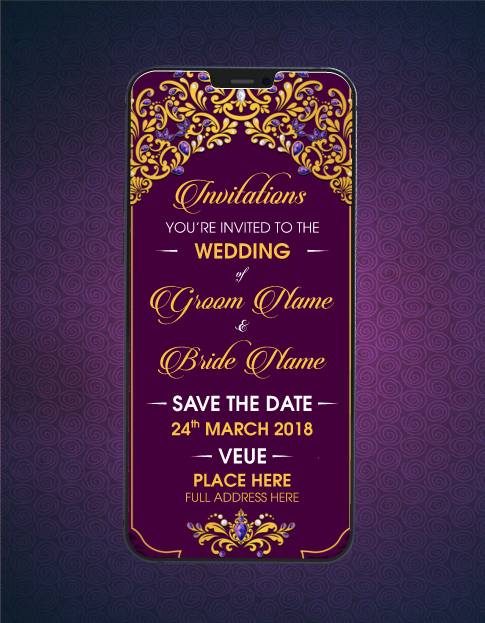 Invitations
YOU'RE INVITED TO THE
WEDDING
of
Groom Name
&
Bride Name
SAVE THE DATE
24th MARCH 2018
VEUE
PLACE HERE
FULL ADDRESS HERE